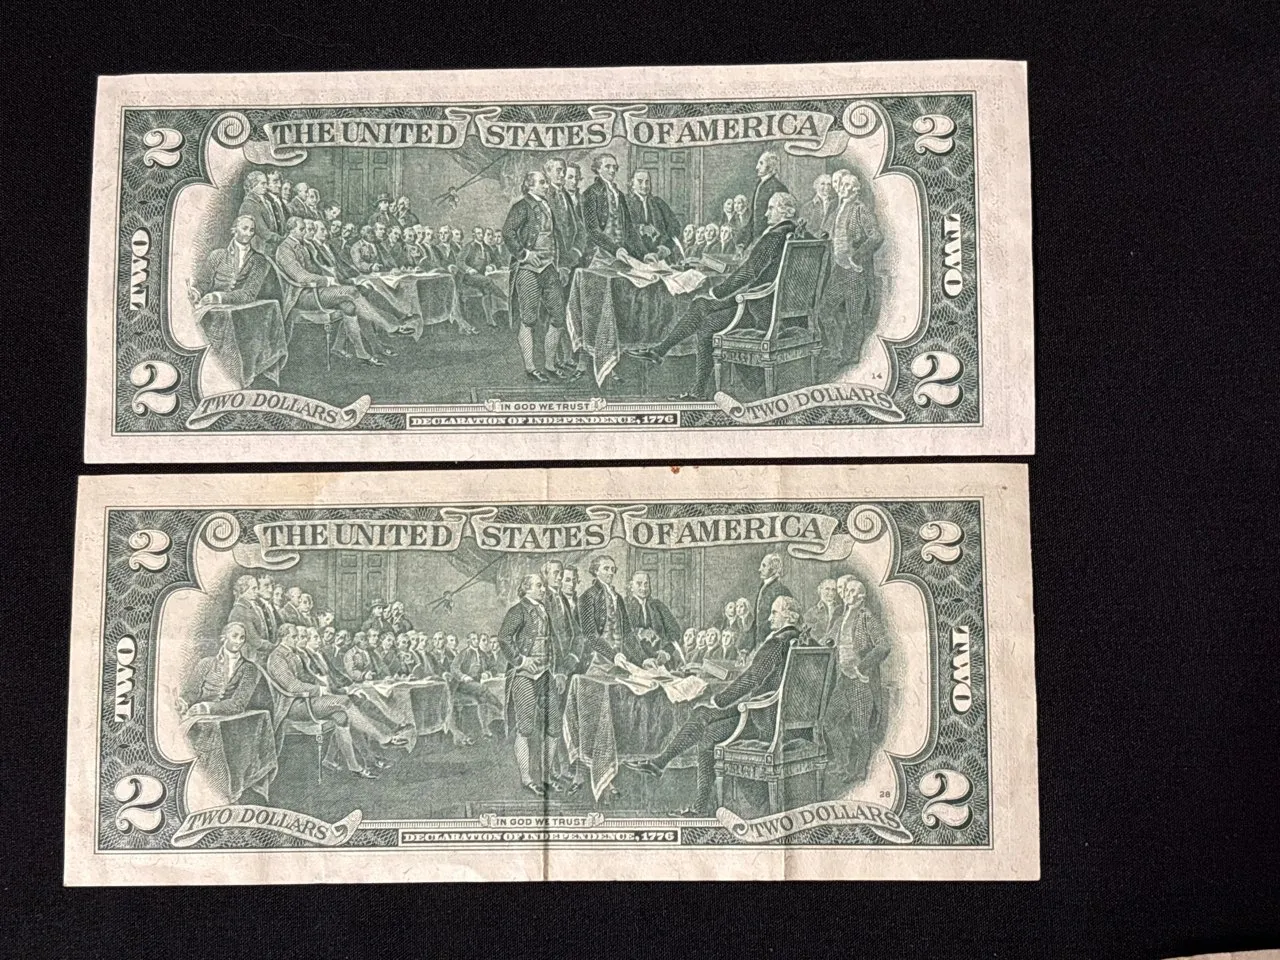 2 THE UNITED STATES OF AMERICA 2
TWO TWO
14
2 TWO DOLLARS IN GOD WE TRUST TWO DOLLARS 2
DECLARATION OF INDEPENDENCE, 1776
2 THE UNITED STATES OF AMERICA 2
TWO TWO
28
2 TWO DOLLARS IN GOD WE TRUST TWO DOLLARS 2
DECLARATION OF INDEPENDENCE, 1776